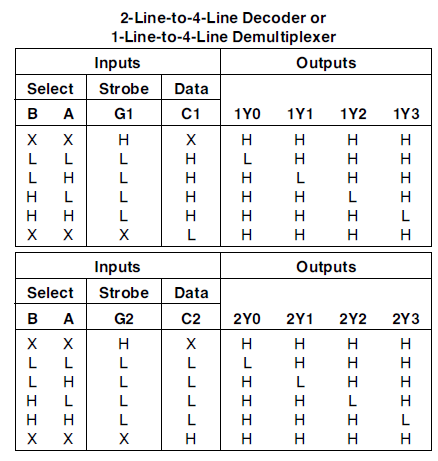 2-Line-to-4-Line Decoder or
1-Line-to-4-Line Demultiplexer
Inputs Outputs
Select Strobe Data
B A G1 C1 1Y0 1Y1 1Y2 1Y3
X X H X H H H H
L L L H L H H H
L H L H H L H H
H L L H H H L H
H H L H H H H L
X X X L H H H H
Inputs Outputs
Select Strobe Data
B A G2 C2 2Y0 2Y1 2Y2 2Y3
X X H X H H H H
L L L L L H H H
L H L L H L H H
H L L L H H L H
H H L L H H H L
X X X H H H H H